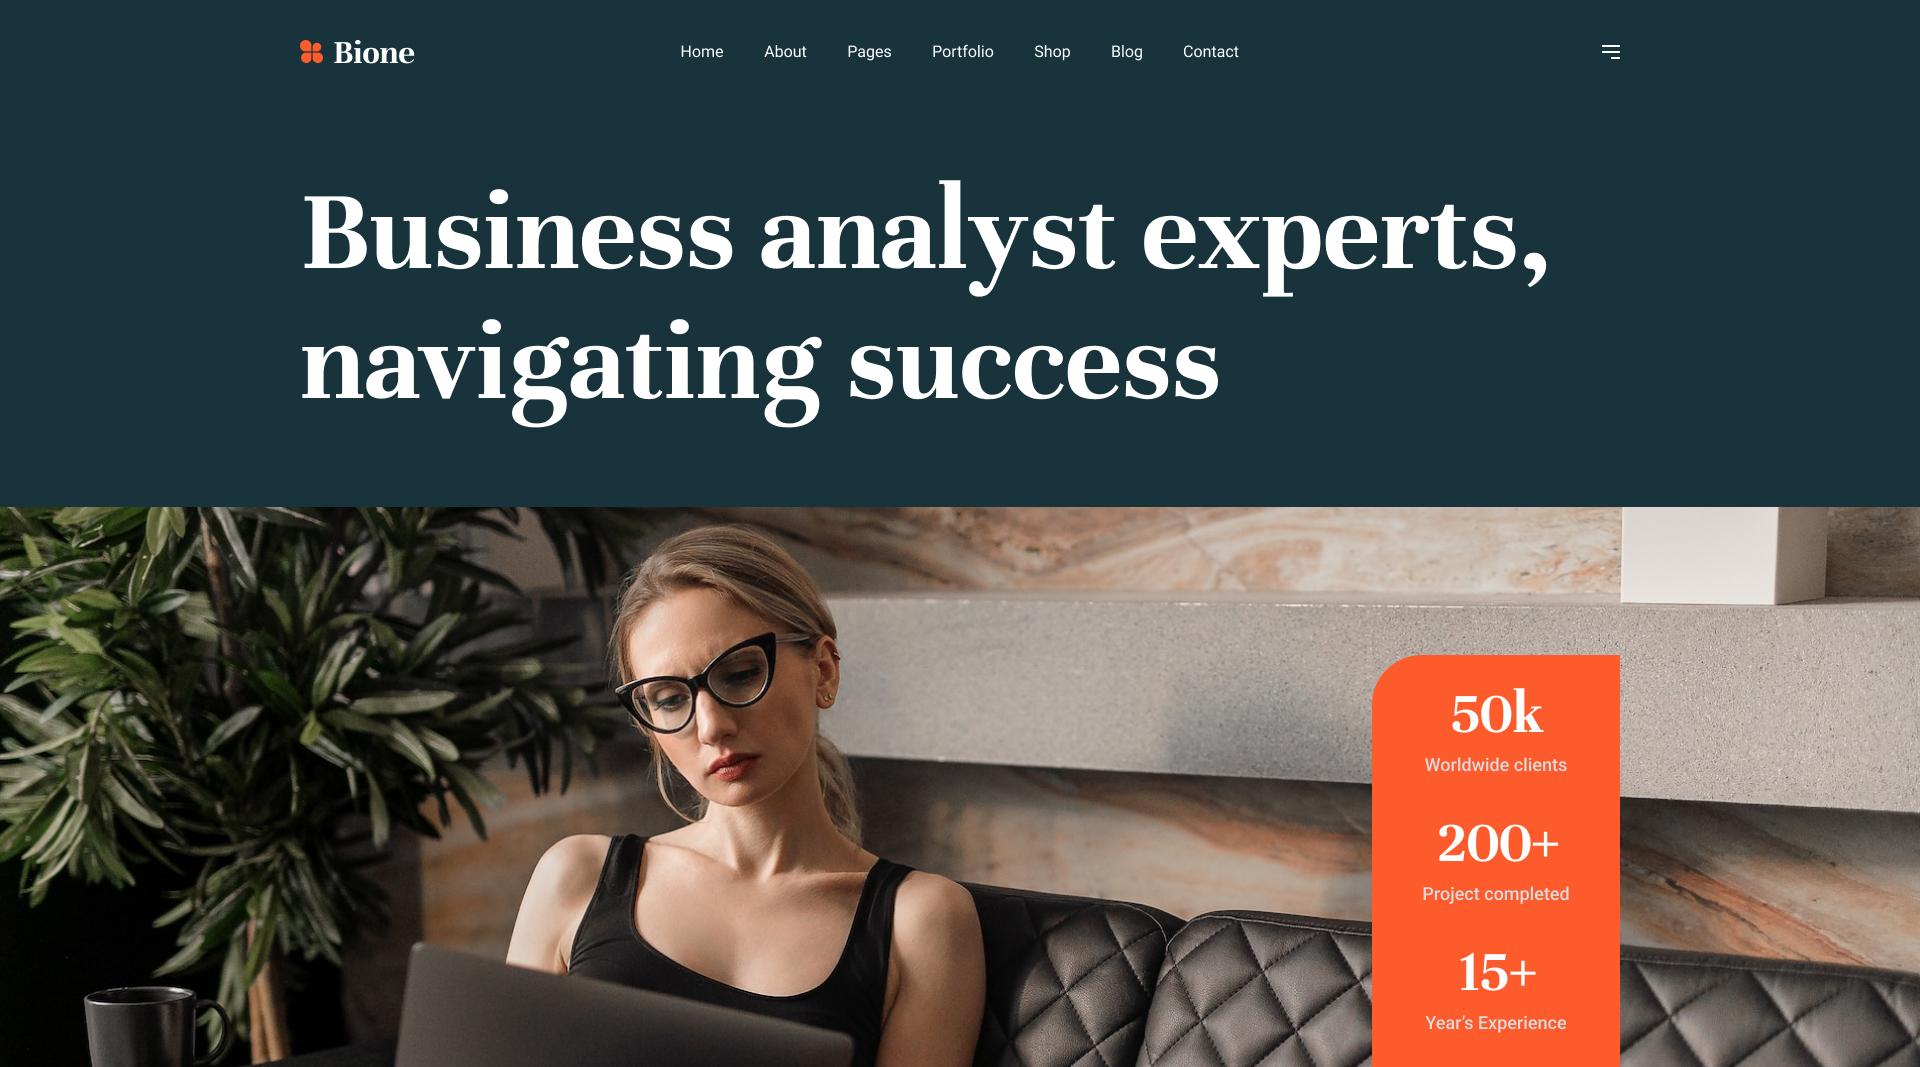 Bione
Home About Pages Portfolio Shop Blog Contact
Business analyst experts,
navigating success
50k
Worldwide clients
200+
Project completed
15+
Year's Experience